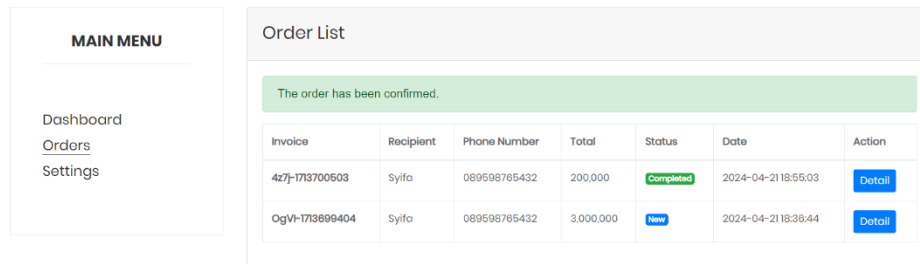 MAIN MENU
Dashboard
Orders
Settings
Order List
The order has been confirmed.
Invoice Recipient Phone Number Total Status Date Action
4z7j-1713700503 Syifa 089598765432 200,000 Completed 2024-04-21 18:55:03 Detail
OgVI-1713699404 Syifa 089598765432 3,000,000 New 2024-04-21 18:36:44 Detail